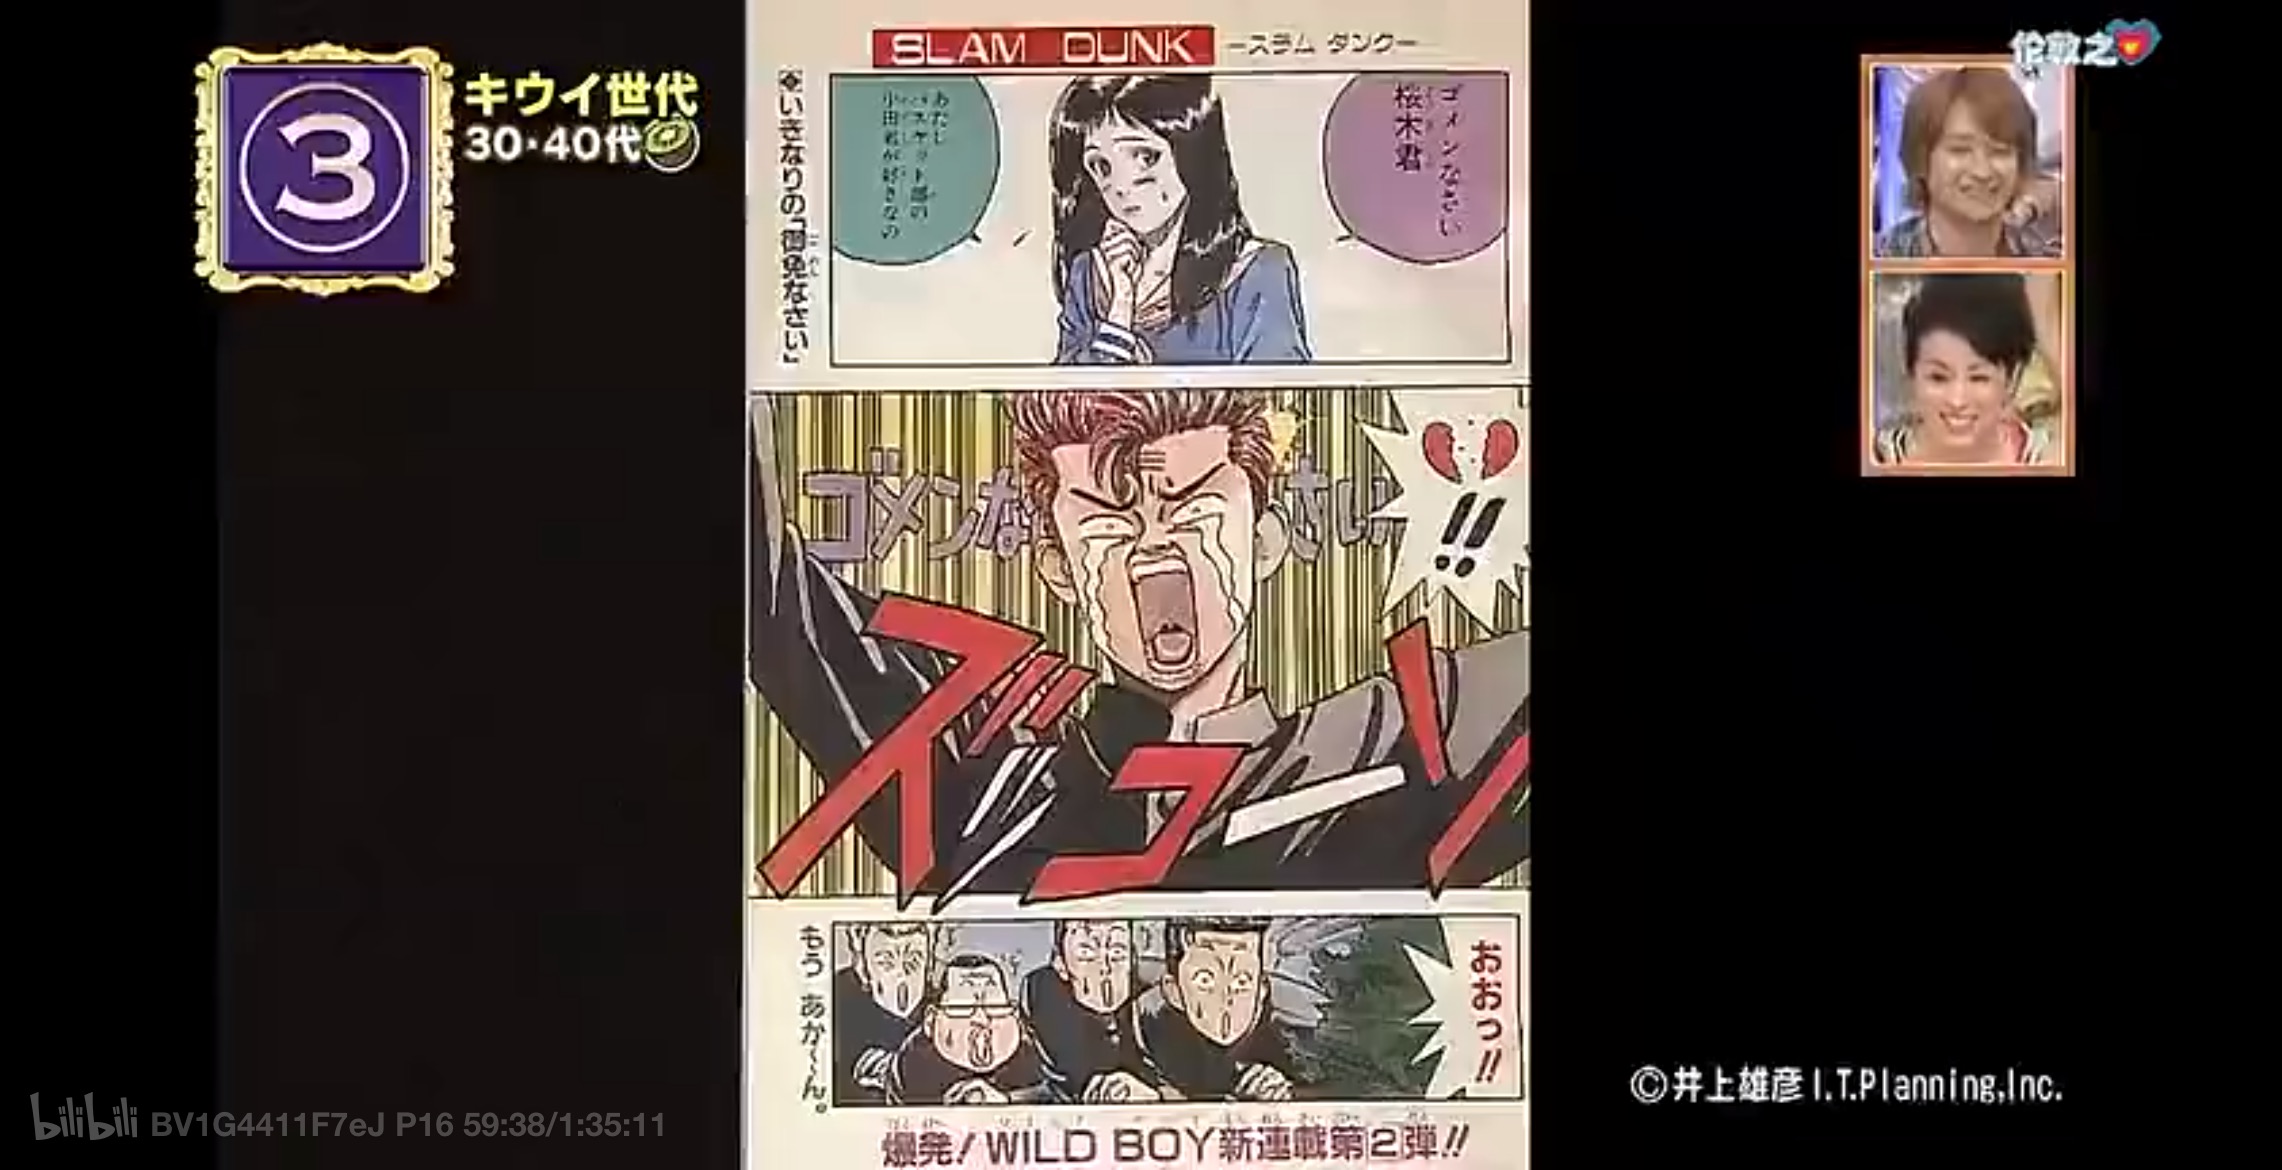 3
キウイ世代
30・40代
伦敦之
SLAM DUNK ースラム ダンクー
◆いきなりの「御免なさい」
ゴメンなさい
桜木君
あたし
バスケット部の
小田君が好きなの
ゴメンなさい
!!
ズコーン
おおっ!!
もう あか〜〜ん。
爆発!WILD BOY新連載第2弾!!
©井上雄彦 I.T.Planning,Inc.
bilibili BV1G4411F7eJ P16 59:38/1:35:11